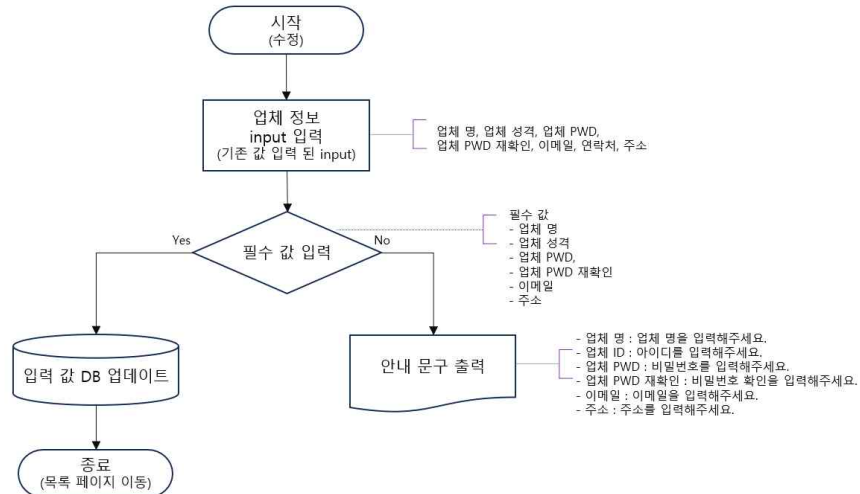 시작
(수정)
업체 정보
input 입력
(기존 값 입력 된 input)
업체 명, 업체 성격, 업체 PWD,
업체 PWD 재확인, 이메일, 연락처, 주소
필수 값
- 업체 명
- 업체 성격
- 업체 PWD,
- 업체 PWD 재확인
- 이메일
- 주소
Yes
필수 값 입력
No
입력 값 DB 업데이트
안내 문구 출력
- 업체 명 : 업체 명을 입력해주세요.
- 업체 ID : 아이디를 입력해주세요.
- 업체 PWD : 비밀번호를 입력해주세요.
- 업체 PWD 재확인 : 비밀번호 확인을 입력해주세요.
- 이메일 : 이메일을 입력해주세요.
- 주소 : 주소를 입력해주세요.
종료
(목록 페이지 이동)